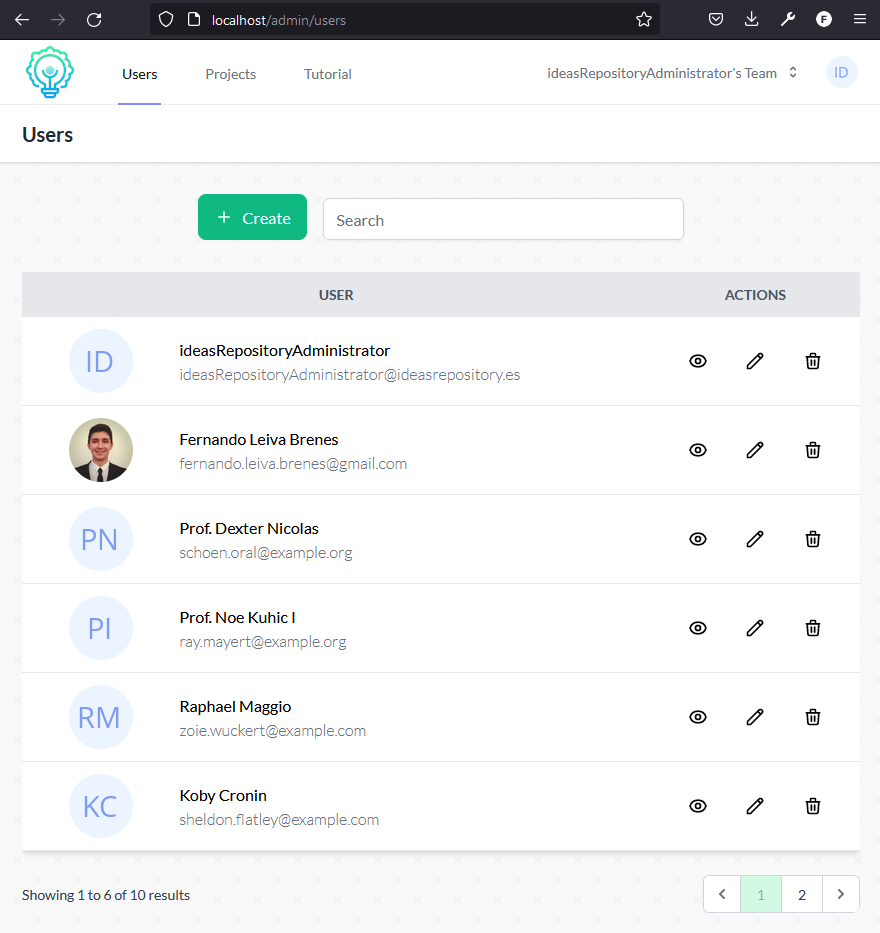 localhost/admin/users
F
Users
Projects
Tutorial
ideasRepositoryAdministrator's Team
ID
Users
+ Create
Search
USER
ACTIONS
ID
ideasRepositoryAdministrator
ideasRepositoryAdministrator@ideasrepository.es
Fernando Leiva Brenes
fernando.leiva.brenes@gmail.com
PN
Prof. Dexter Nicolas
schoen.oral@example.org
PI
Prof. Noe Kuhic I
ray.mayert@example.org
RM
Raphael Maggio
zoie.wuckert@example.com
KC
Koby Cronin
sheldon.flatley@example.com
Showing 1 to 6 of 10 results
1
2